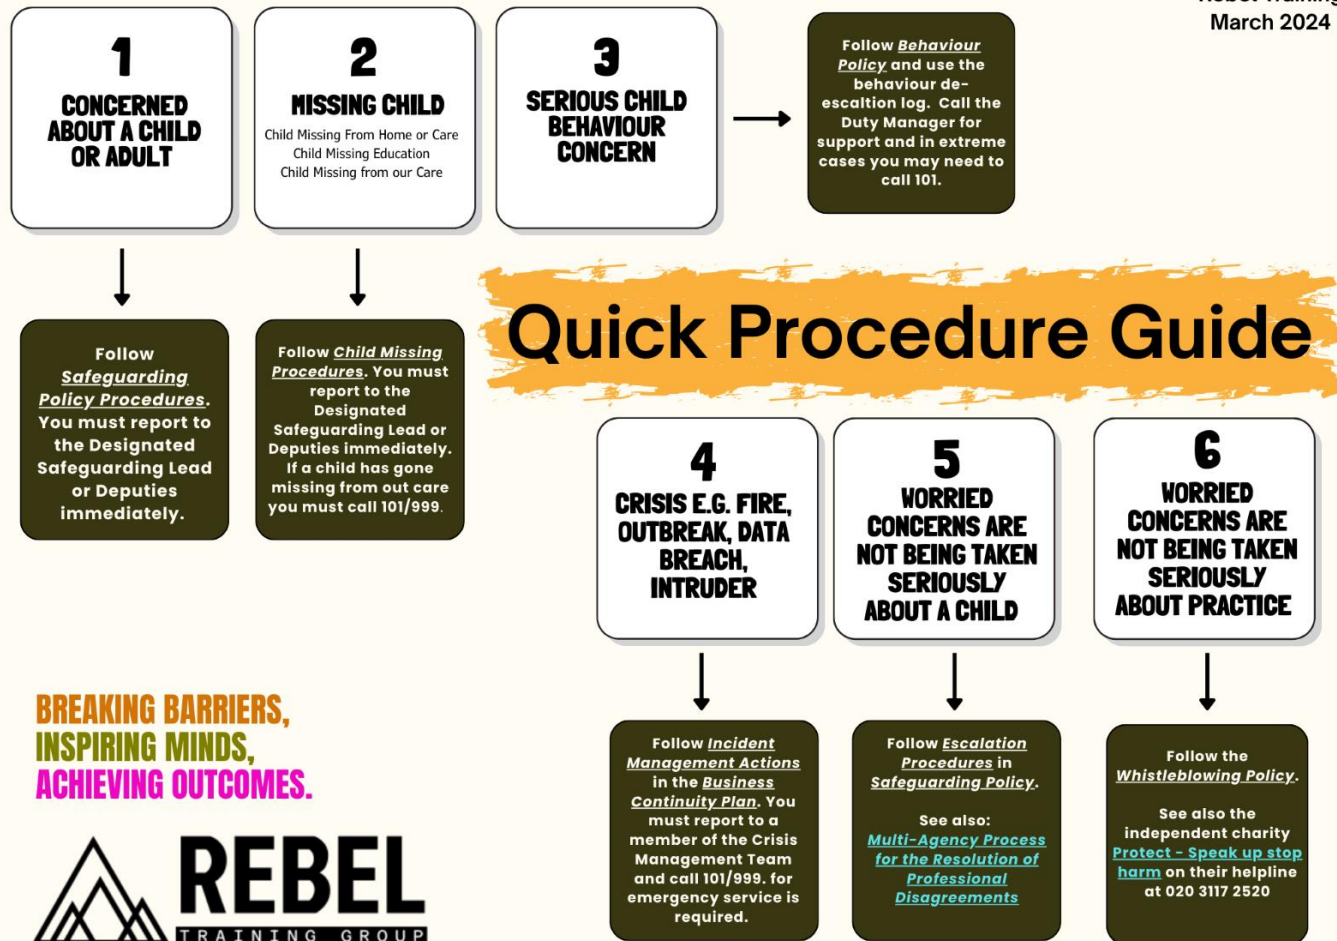 Rebel Training
March 2024
1
CONCERNED
ABOUT A CHILD
OR ADULT
2
MISSING CHILD
Child Missing From Home or Care
Child Missing Education
Child Missing from our Care
3
SERIOUS CHILD
BEHAVIOUR
CONCERN
Follow Behaviour
Policy and use the
behaviour de-
escaltion log. Call the
Duty Manager for
support and in extreme
cases you may need to
call 101.
Follow
Safeguarding
Policy Procedures.
You must report to
the Designated
Safeguarding Lead
or Deputies
immediately.
Follow Child Missing
Procedures. You must
report to the
Designated
Safeguarding Lead or
Deputies immediately.
If a child has gone
missing from out care
you must call 101/999.
Quick Procedure Guide
4
CRISIS E.G. FIRE,
OUTBREAK, DATA
BREACH,
INTRUDER
5
WORRIED
CONCERNS ARE
NOT BEING TAKEN
SERIOUSLY
ABOUT A CHILD
6
WORRIED
CONCERNS ARE
NOT BEING TAKEN
SERIOUSLY
ABOUT PRACTICE
Follow Incident
Management Actions
in the Business
Continuity Plan. You
must report to a
member of the Crisis
Management Team
and call 101/999. for
emergency service is
required.
Follow Escalation
Procedures in
Safeguarding Policy.
See also:
Multi-Agency Process
for the Resolution of
Professional
Disagreements
Follow the
Whistleblowing Policy.
See also the
independent charity
Protect - Speak up stop
harm on their helpline
at 020 3117 2520
BREAKING BARRIERS,
INSPIRING MINDS,
ACHIEVING OUTCOMES.
REBEL
TRAINING GROUP